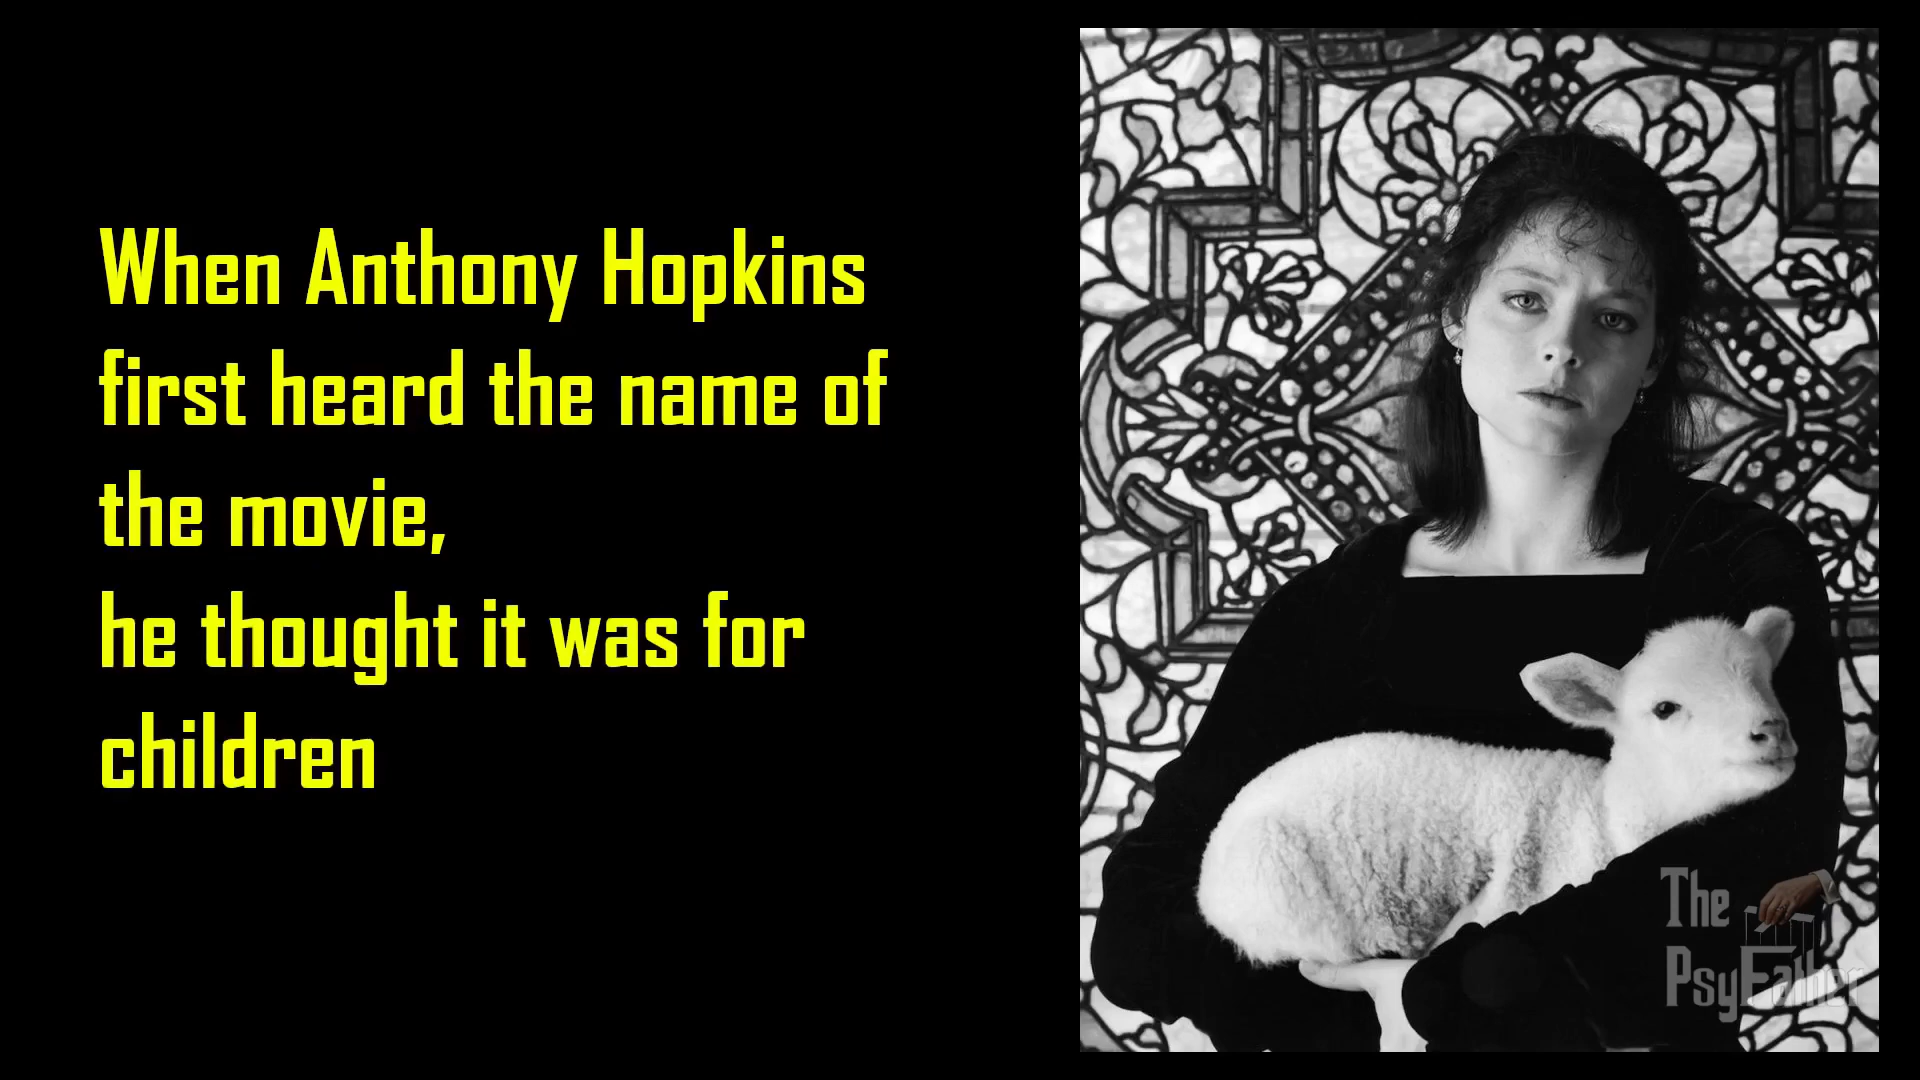 When Anthony Hopkins
first heard the name of
the movie,
he thought it was for
children
The
PsyFather